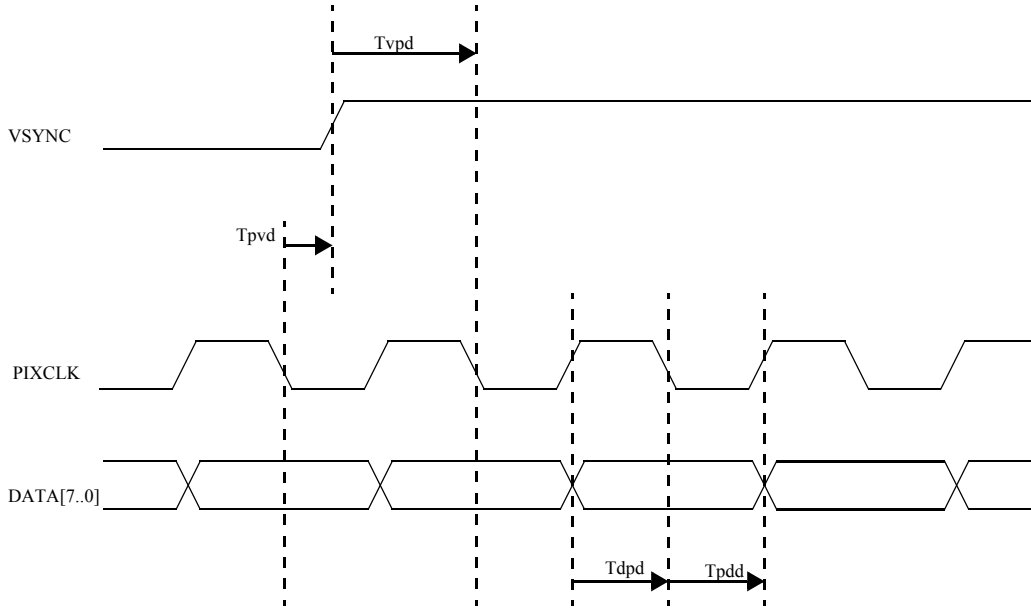 Tvpd
VSYNC
Tpvd
PIXCLK
DATA[7..0]
Tdpd
Tpdd